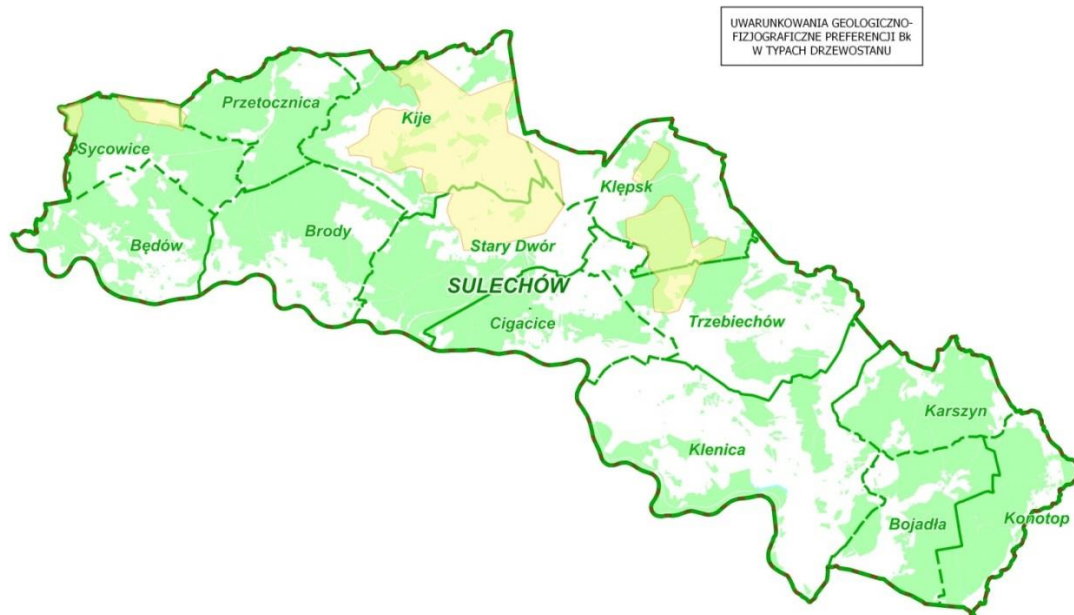 UWARUNKOWANIA GEOLOGICZNO-
FIZJOGRAFICZNE PREFERENCJI Bk
W TYPACH DRZEWOSTANU
Przetocznica
Kije
Sycowice
Klępsk
Będów
Brody
Stary Dwór
SULECHÓW
Cigacice
Trzebiechów
Karszyn
Klenica
Bojadła
Konotop